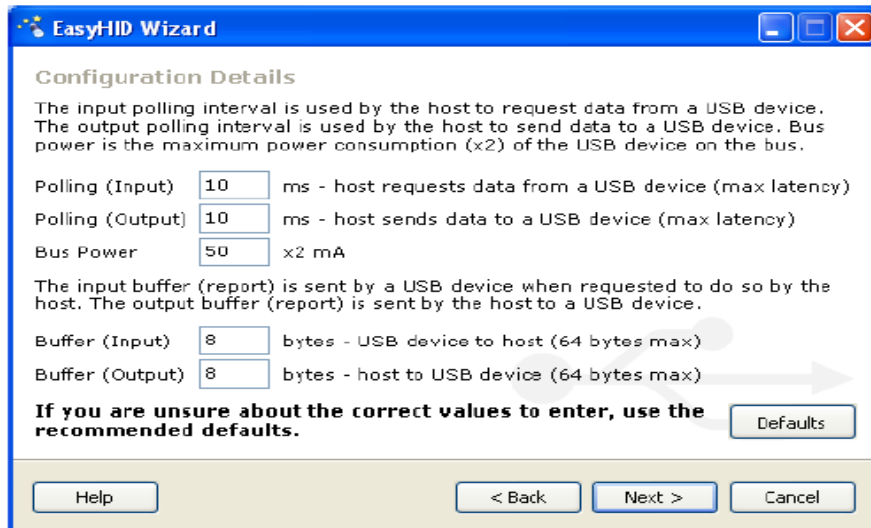 EasyHID Wizard
Configuration Details
The input polling interval is used by the host to request data from a USB device.
The output polling interval is used by the host to send data to a USB device. Bus
power is the maximum power consumption (x2) of the USB device on the bus.
Polling (Input) 10 ms - host requests data from a USB device (max latency)
Polling (Output) 10 ms - host sends data to a USB device (max latency)
Bus Power 50 x2 mA
The input buffer (report) is sent by a USB device when requested to do so by the
host. The output buffer (report) is sent by the host to a USB device.
Buffer (Input) 8 bytes - USB device to host (64 bytes max)
Buffer (Output) 8 bytes - host to USB device (64 bytes max)
If you are unsure about the correct values to enter, use the
recommended defaults.
Defaults
Help < Back Next > Cancel